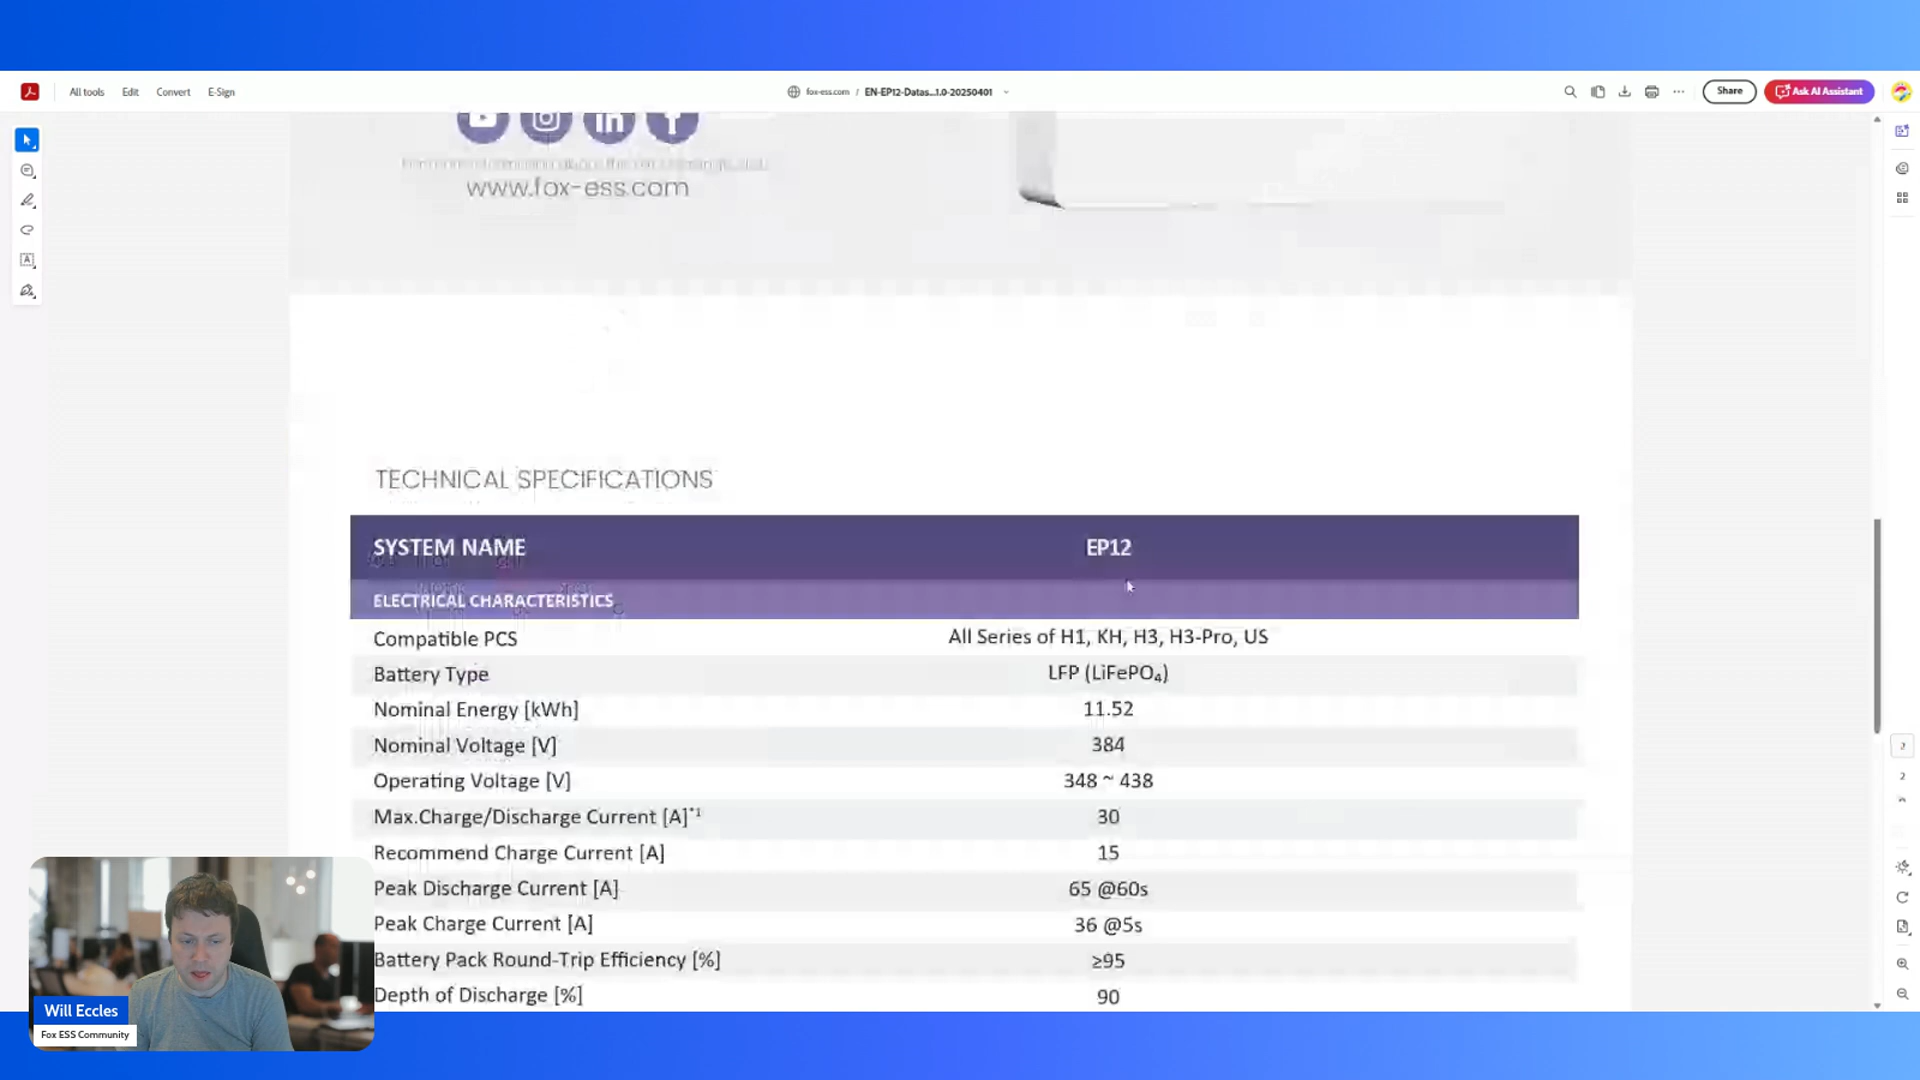 All tools Edit Convert E-Sign
fox-ess.com / EN-EP12-Datas...1.0-20250401
Share
Ask AI Assistant
www.fox-ess.com
TECHNICAL SPECIFICATIONS
SYSTEM NAME EP12
ELECTRICAL CHARACTERISTICS
Compatible PCS All Series of H1, KH, H3, H3-Pro, US
Battery Type LFP (LiFePO₄)
Nominal Energy [kWh] 11.52
Nominal Voltage [V] 384
Operating Voltage [V] 348 ~ 438
Max.Charge/Discharge Current [A]*¹ 30
Recommend Charge Current [A] 15
Peak Discharge Current [A] 65 @60s
Peak Charge Current [A] 36 @5s
Battery Pack Round-Trip Efficiency [%] ≥95
Depth of Discharge [%] 90
2
2
Will Eccles
Fox ESS Community